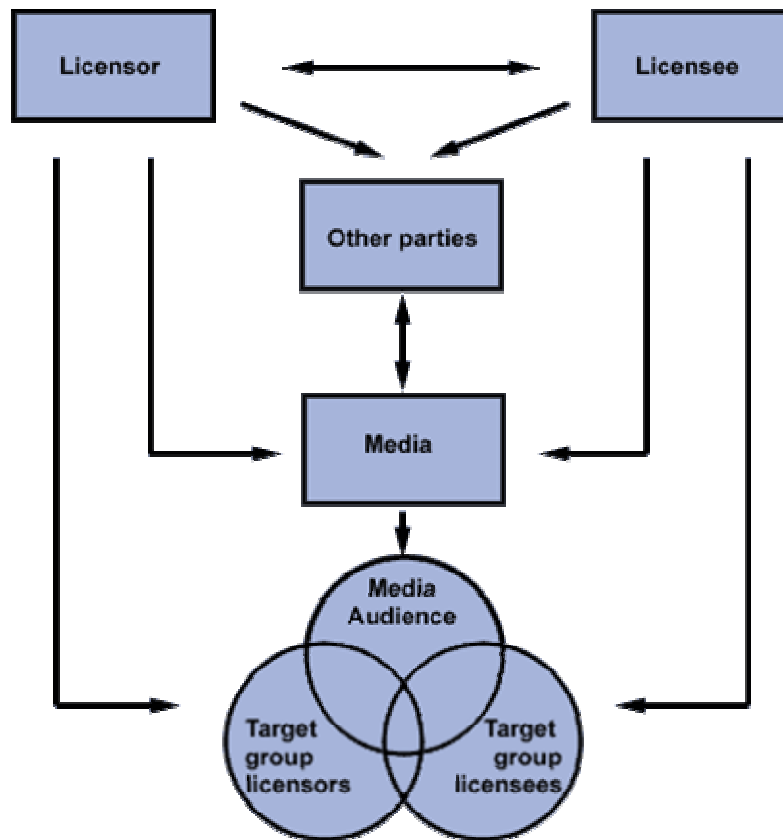 Licensor
Licensee
Other parties
Media
Media
Audience
Target
group
licensors
Target
group
licensees